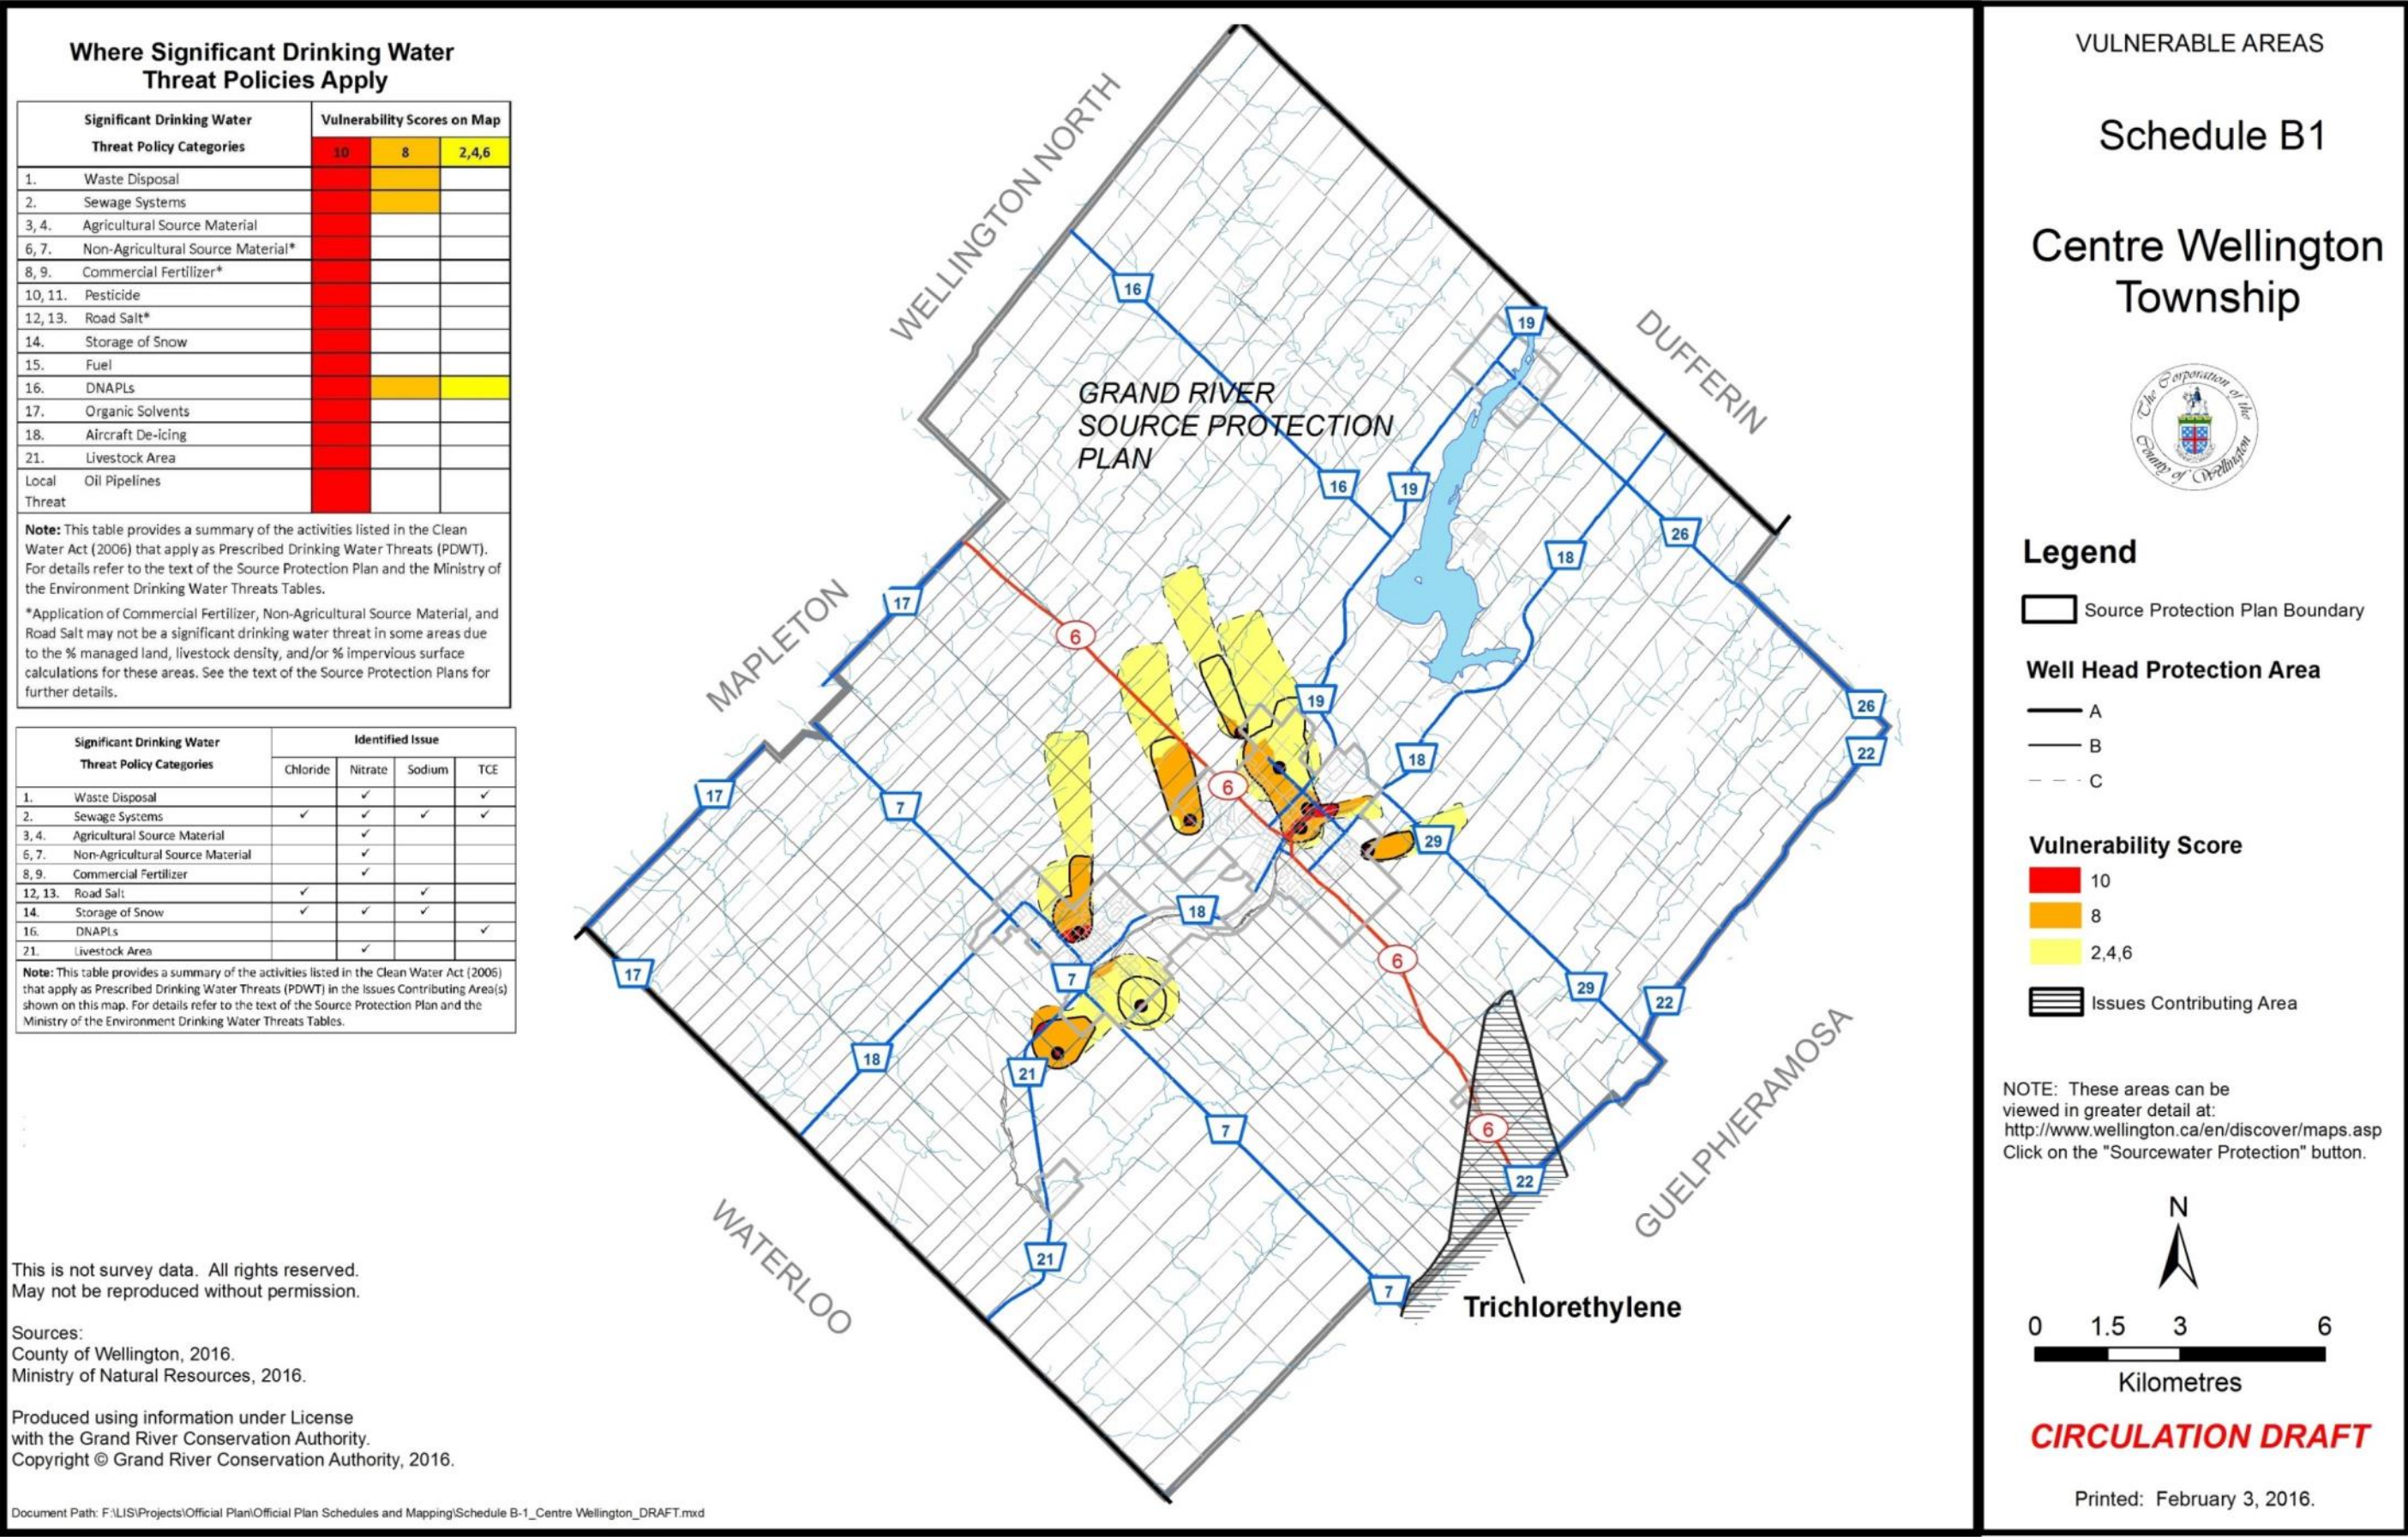 Where Significant Drinking Water
Threat Policies Apply
Significant Drinking Water
Threat Policy Categories
Vulnerability Scores on Map
10 8 2,4,6
1. Waste Disposal
2. Sewage Systems
3, 4. Agricultural Source Material
6, 7. Non-Agricultural Source Material*
8, 9. Commercial Fertilizer*
10, 11. Pesticide
12, 13. Road Salt*
14. Storage of Snow
15. Fuel
16. DNAPLs
17. Organic Solvents
18. Aircraft De-icing
21. Livestock Area
Local Oil Pipelines
Threat
Note: This table provides a summary of the activities listed in the Clean
Water Act (2006) that apply as Prescribed Drinking Water Threats (PDWT).
For details refer to the text of the Source Protection Plan and the Ministry of
the Environment Drinking Water Threats Tables.
*Application of Commercial Fertilizer, Non-Agricultural Source Material, and
Road Salt may not be a significant drinking water threat in some areas due
to the % managed land, livestock density, and/or % impervious surface
calculations for these areas. See the text of the Source Protection Plans for
further details.
Significant Drinking Water
Threat Policy Categories
Identified Issue
Chloride Nitrate Sodium TCE
1. Waste Disposal ✓ ✓
2. Sewage Systems ✓ ✓ ✓ ✓
3, 4. Agricultural Source Material ✓
6, 7. Non-Agricultural Source Material ✓
8, 9. Commercial Fertilizer ✓
12, 13. Road Salt ✓ ✓
14. Storage of Snow ✓ ✓ ✓
16. DNAPLs ✓
21. Livestock Area ✓
Note: This table provides a summary of the activities listed in the Clean Water Act (2006)
that apply as Prescribed Drinking Water Threats (PDWT) in the Issues Contributing Area(s)
shown on this map. For details refer to the text of the Source Protection Plan and the
Ministry of the Environment Drinking Water Threats Tables.
This is not survey data. All rights reserved.
May not be reproduced without permission.
Sources:
County of Wellington, 2016.
Ministry of Natural Resources, 2016.
Produced using information under License
with the Grand River Conservation Authority.
Copyright © Grand River Conservation Authority, 2016.
Document Path: F:\LIS\Projects\Official Plan\Official Plan Schedules and Mapping\Schedule B-1_Centre Wellington_DRAFT.mxd
WELLINGTON NORTH
DUFFERIN
MAPLETON
WATERLOO
GUELPH/ERAMOSA
GRAND RIVER
SOURCE PROTECTION
PLAN
16
19
16
19
26
18
17
6
19
26
22
18
17
6
7
29
18
6
7
17
29
22
18
21
7
6
22
21
7
Trichlorethylene
VULNERABLE AREAS
Schedule B1
Centre Wellington
Township
The Corporation of the
County of Wellington
Legend
Source Protection Plan Boundary
Well Head Protection Area
A
B
C
Vulnerability Score
10
8
2,4,6
Issues Contributing Area
NOTE: These areas can be
viewed in greater detail at:
http://www.wellington.ca/en/discover/maps.asp
Click on the "Sourcewater Protection" button.
N
0 1.5 3 6
Kilometres
CIRCULATION DRAFT
Printed: February 3, 2016.